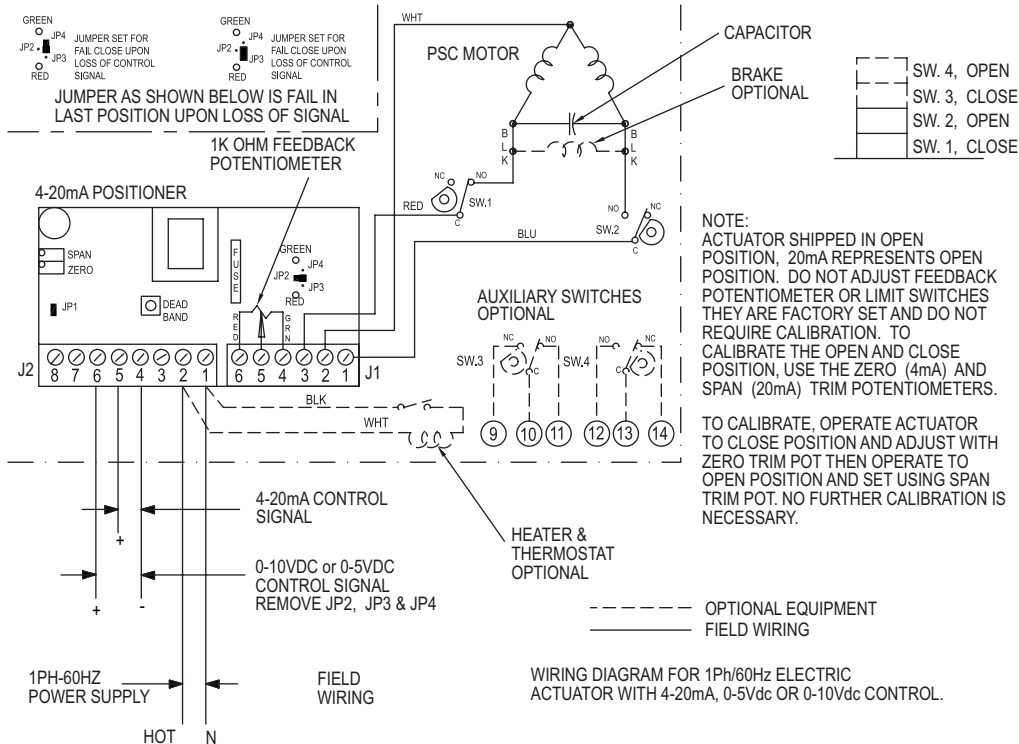 GREEN
JP4
JP2
JP3
RED
JUMPER SET FOR
FAIL CLOSE UPON
LOSS OF CONTROL
SIGNAL
GREEN
JP4
JP2
JP3
RED
JUMPER SET FOR
FAIL CLOSE UPON
LOSS OF CONTROL
SIGNAL
JUMPER AS SHOWN BELOW IS FAIL IN
LAST POSITION UPON LOSS OF SIGNAL
WHT
PSC MOTOR
CAPACITOR
BRAKE
OPTIONAL
B
L
K
B
L
K
SW. 4, OPEN
SW. 3, CLOSE
SW. 2, OPEN
SW. 1, CLOSE
1K OHM FEEDBACK
POTENTIOMETER
4-20mA POSITIONER
NC
NO
SW.1
C
RED
NO
NC
SW.2
C
BLU
SPAN
ZERO
JP1
DEAD
BAND
F
U
S
E
GREEN
JP4
JP2
JP3
RED
R
E
D
G
R
N
J2
8 7 6 5 4 3 2 1
6 5 4 3 2 1
J1
AUXILIARY SWITCHES
OPTIONAL
NC
NO
SW.3
C
SW.4
NO
NC
C
9 10 11 12 13 14
BLK
WHT
NOTE:
ACTUATOR SHIPPED IN OPEN
POSITION, 20mA REPRESENTS OPEN
POSITION. DO NOT ADJUST FEEDBACK
POTENTIOMETER OR LIMIT SWITCHES
THEY ARE FACTORY SET AND DO NOT
REQUIRE CALIBRATION. TO
CALIBRATE THE OPEN AND CLOSE
POSITION, USE THE ZERO (4mA) AND
SPAN (20mA) TRIM POTENTIOMETERS.
TO CALIBRATE, OPERATE ACTUATOR
TO CLOSE POSITION AND ADJUST WITH
ZERO TRIM POT THEN OPERATE TO
OPEN POSITION AND SET USING SPAN
TRIM POT. NO FURTHER CALIBRATION IS
NECESSARY.
4-20mA CONTROL
SIGNAL
+
0-10VDC or 0-5VDC
CONTROL SIGNAL
REMOVE JP2, JP3 & JP4
+ -
HEATER &
THERMOSTAT
OPTIONAL
OPTIONAL EQUIPMENT
FIELD WIRING
1PH-60HZ
POWER SUPPLY
FIELD
WIRING
HOT N
WIRING DIAGRAM FOR 1Ph/60Hz ELECTRIC
ACTUATOR WITH 4-20mA, 0-5Vdc OR 0-10Vdc CONTROL.